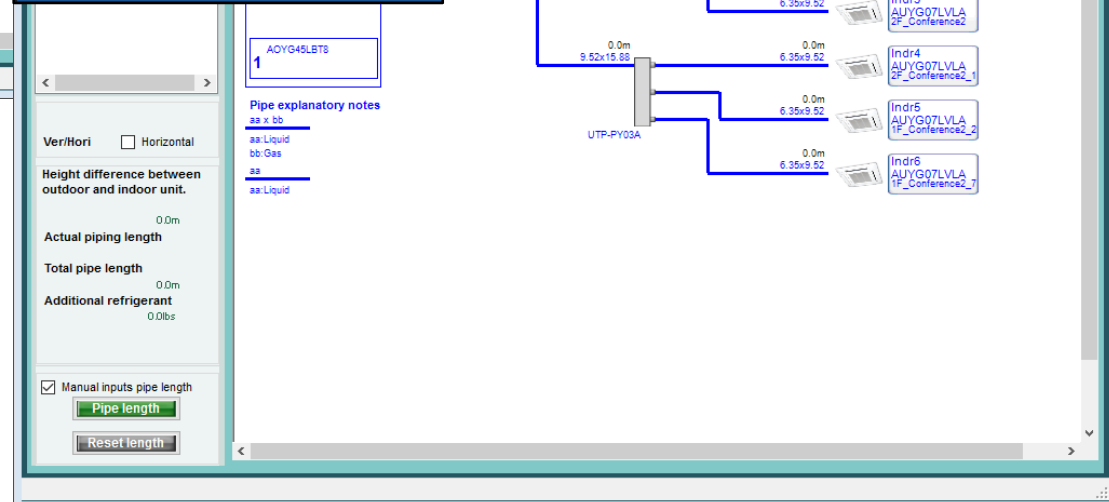 AOYG45LBT8
1
Pipe explanatory notes
aa x bb
aa:Liquid
bb:Gas
aa
aa:Liquid
Ver/Hori
Horizontal
Height difference between
outdoor and indoor unit.
0.0m
Actual piping length
Total pipe length
0.0m
Additional refrigerant
0.0lbs
Manual inputs pipe length
Pipe length
Reset length
6.35x9.52
AUYG07LVLA
2F_Conference2
0.0m
9.52x15.88
UTP-PY03A
0.0m
6.35x9.52
Indr4
AUYG07LVLA
2F_Conference2_1
0.0m
6.35x9.52
Indr5
AUYG07LVLA
1F_Conference2_2
0.0m
6.35x9.52
Indr6
AUYG07LVLA
1F_Conference2_7